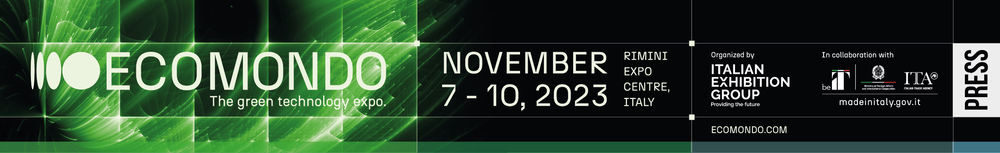 ECOMONDO
The green technology expo.
NOVEMBER
7 - 10, 2023
RIMINI
EXPO
CENTRE,
ITALY
Organized by
ITALIAN
EXHIBITION
GROUP
Providing the future
In collaboration with
be IT
Ministry of Foreign Affairs
and International Cooperation
ITA
ITALIAN TRADE AGENCY
madeinitaly.gov.it
ECOMONDO.COM
PRESS